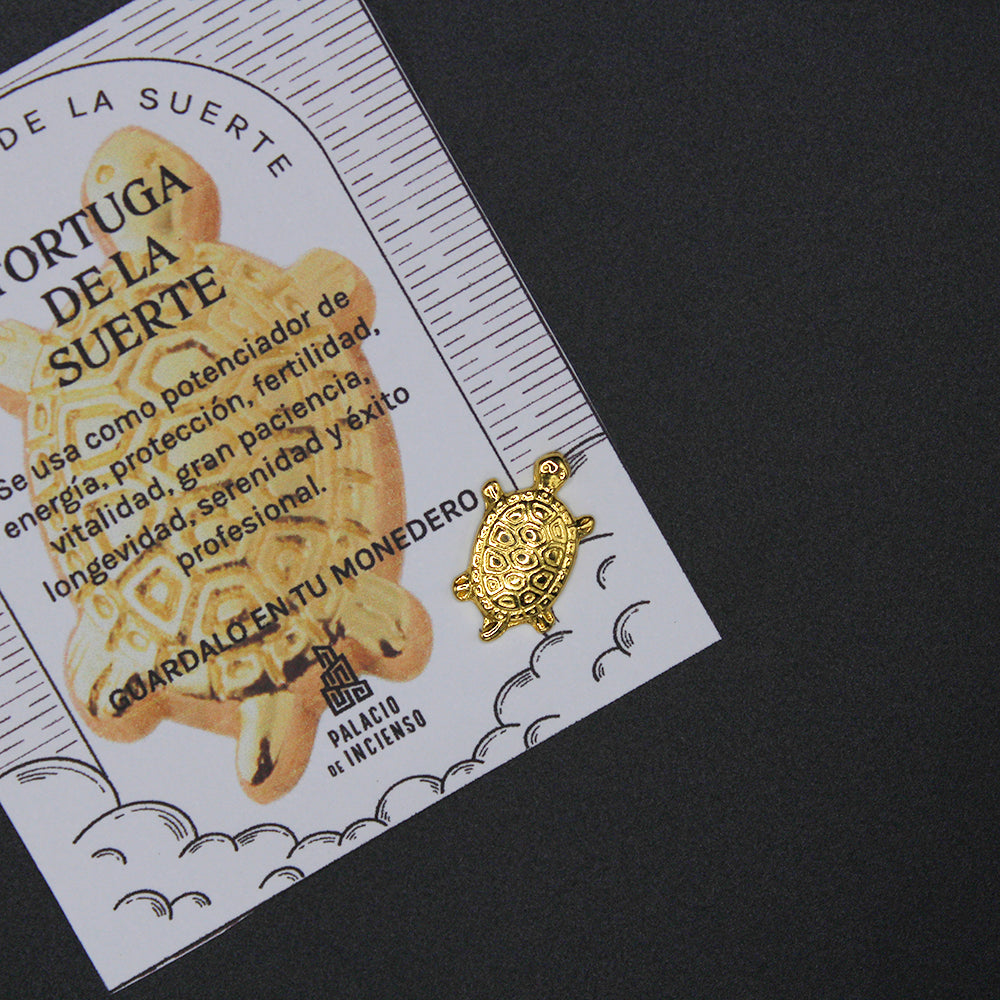 DE LA SUERTE
TORTUGA
DE LA
SUERTE
Se usa como potenciador de
energía, protección, fertilidad,
vitalidad, gran paciencia,
longevidad, serenidad y éxito
profesional.
GUARDALO EN TU MONEDERO
PALACIO
DE INCIENSO